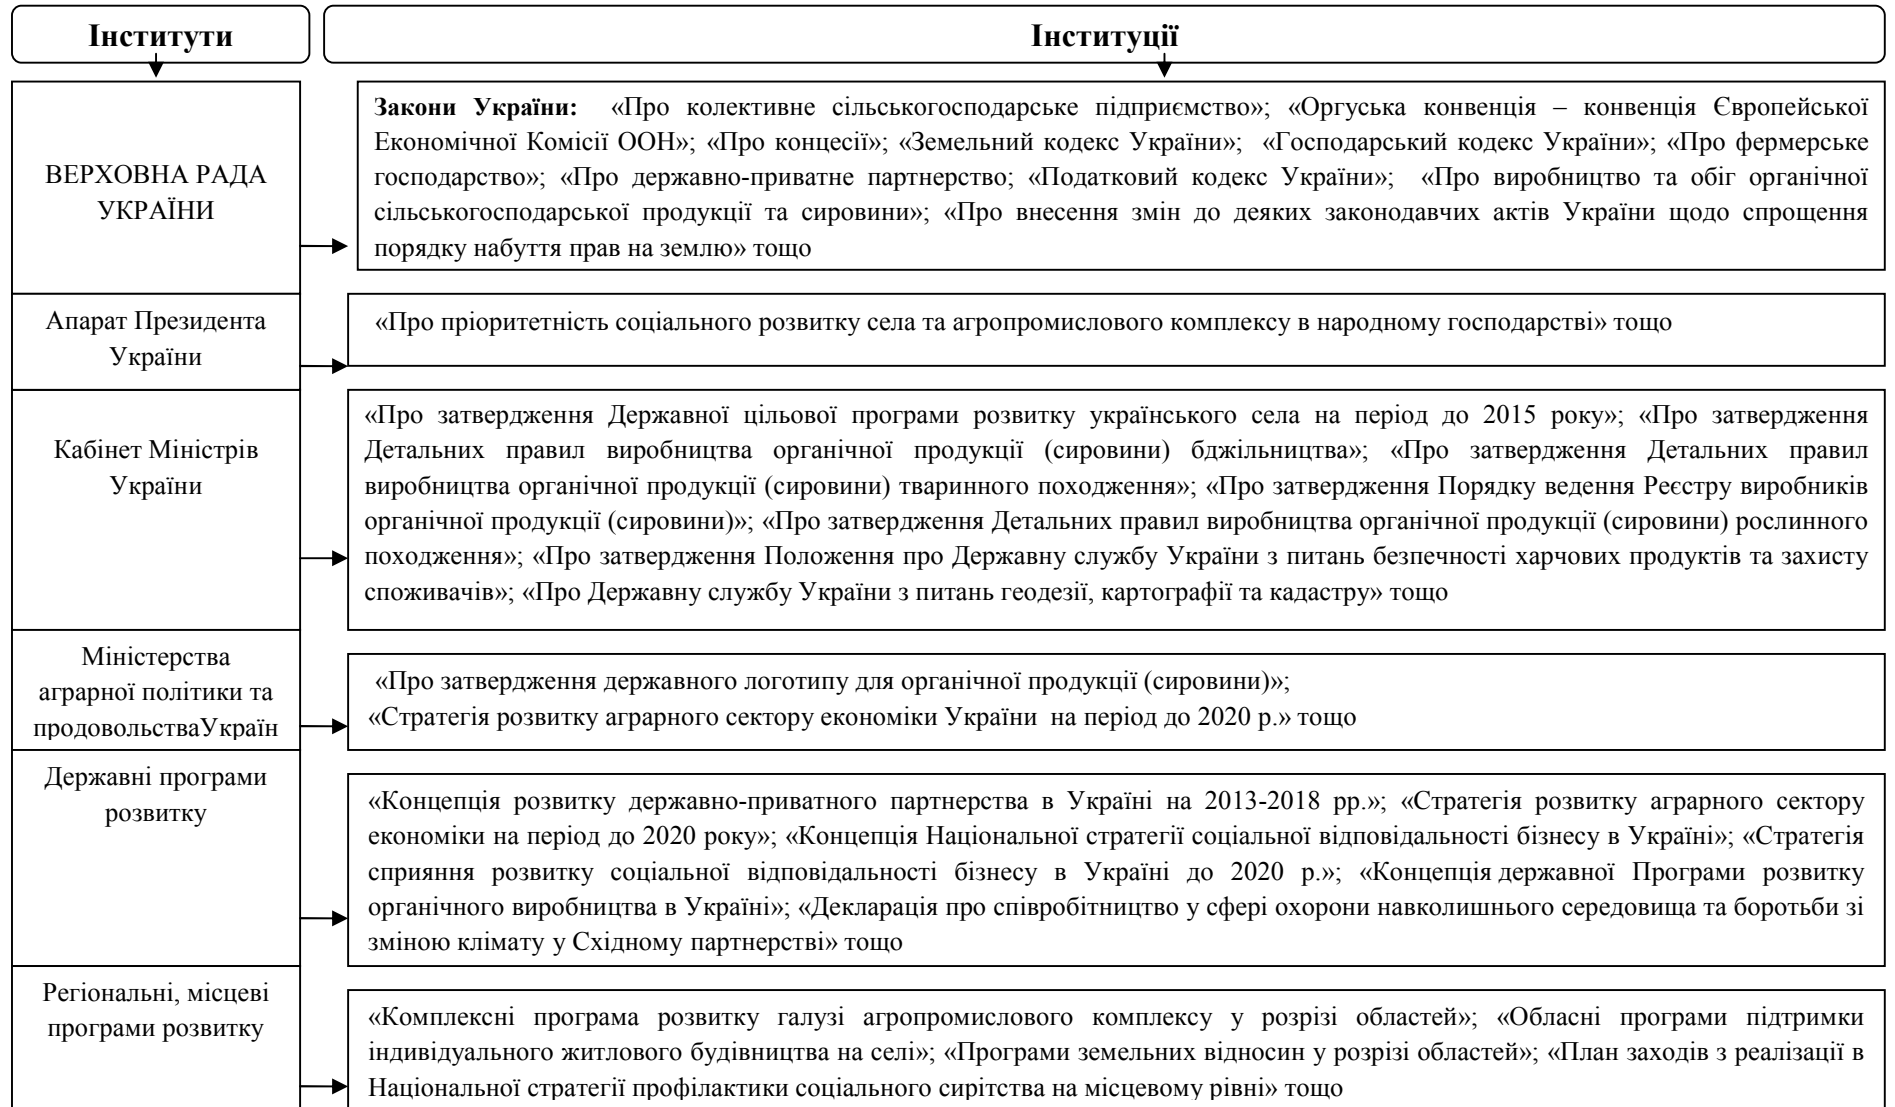 Інститути
Інституції
ВЕРХОВНА РАДА
УКРАЇНИ
Закони України: «Про колективне сільськогосподарське підприємство»; «Оргуська конвенція – конвенція Європейської
Економічної Комісії ООН»; «Про концесії»; «Земельний кодекс України»; «Господарський кодекс України»; «Про фермерське
господарство»; «Про державно-приватне партнерство; «Податковий кодекс України»; «Про виробництво та обіг органічної
сільськогосподарської продукції та сировини»; «Про внесення змін до деяких законодавчих актів України щодо спрощення
порядку набуття прав на землю» тощо
Апарат Президента
України
«Про пріоритетність соціального розвитку села та агропромислового комплексу в народному господарстві» тощо
Кабінет Міністрів
України
«Про затвердження Державної цільової програми розвитку українського села на період до 2015 року»; «Про затвердження
Детальних правил виробництва органічної продукції (сировини) бджільництва»; «Про затвердження Детальних правил
виробництва органічної продукції (сировини) тваринного походження»; «Про затвердження Порядку ведення Реєстру виробників
органічної продукції (сировини)»; «Про затвердження Детальних правил виробництва органічної продукції (сировини) рослинного
походження»; «Про затвердження Положення про Державну службу України з питань безпечності харчових продуктів та захисту
споживачів»; «Про Державну службу України з питань геодезії, картографії та кадастру» тощо
Міністерства
аграрної політики та
продовольстваУкраїн
«Про затвердження державного логотипу для органічної продукції (сировини)»;
«Стратегія розвитку аграрного сектору економіки України на період до 2020 р.» тощо
Державні програми
розвитку
«Концепція розвитку державно-приватного партнерства в Україні на 2013-2018 рр.»; «Стратегія розвитку аграрного сектору
економіки на період до 2020 року»; «Концепція Національної стратегії соціальної відповідальності бізнесу в Україні»; «Стратегія
сприяння розвитку соціальної відповідальності бізнесу в Україні до 2020 р.»; «Концепція державної Програми розвитку
органічного виробництва в Україні»; «Декларація про співробітництво у сфері охорони навколишнього середовища та боротьби зі
зміною клімату у Східному партнерстві» тощо
Регіональні, місцеві
програми розвитку
«Комплексні програма розвитку галузі агропромислового комплексу у розрізі областей»; «Обласні програми підтримки
індивідуального житлового будівництва на селі»; «Програми земельних відносин у розрізі областей»; «План заходів з реалізації в
Національної стратегії профілактики соціального сирітства на місцевому рівні» тощо